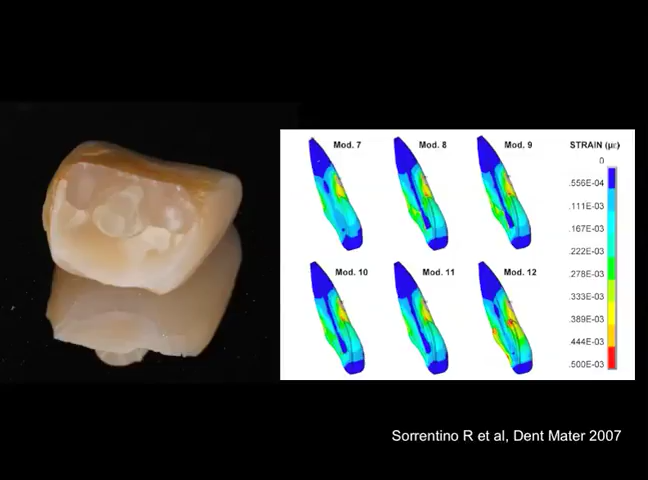 Mod. 7
Mod. 8
Mod. 9
STRAIN (με)
0
.556E-04
.111E-03
.167E-03
.222E-03
.278E-03
.333E-03
.389E-03
.444E-03
.500E-03
Mod. 10
Mod. 11
Mod. 12
Sorrentino R et al, Dent Mater 2007